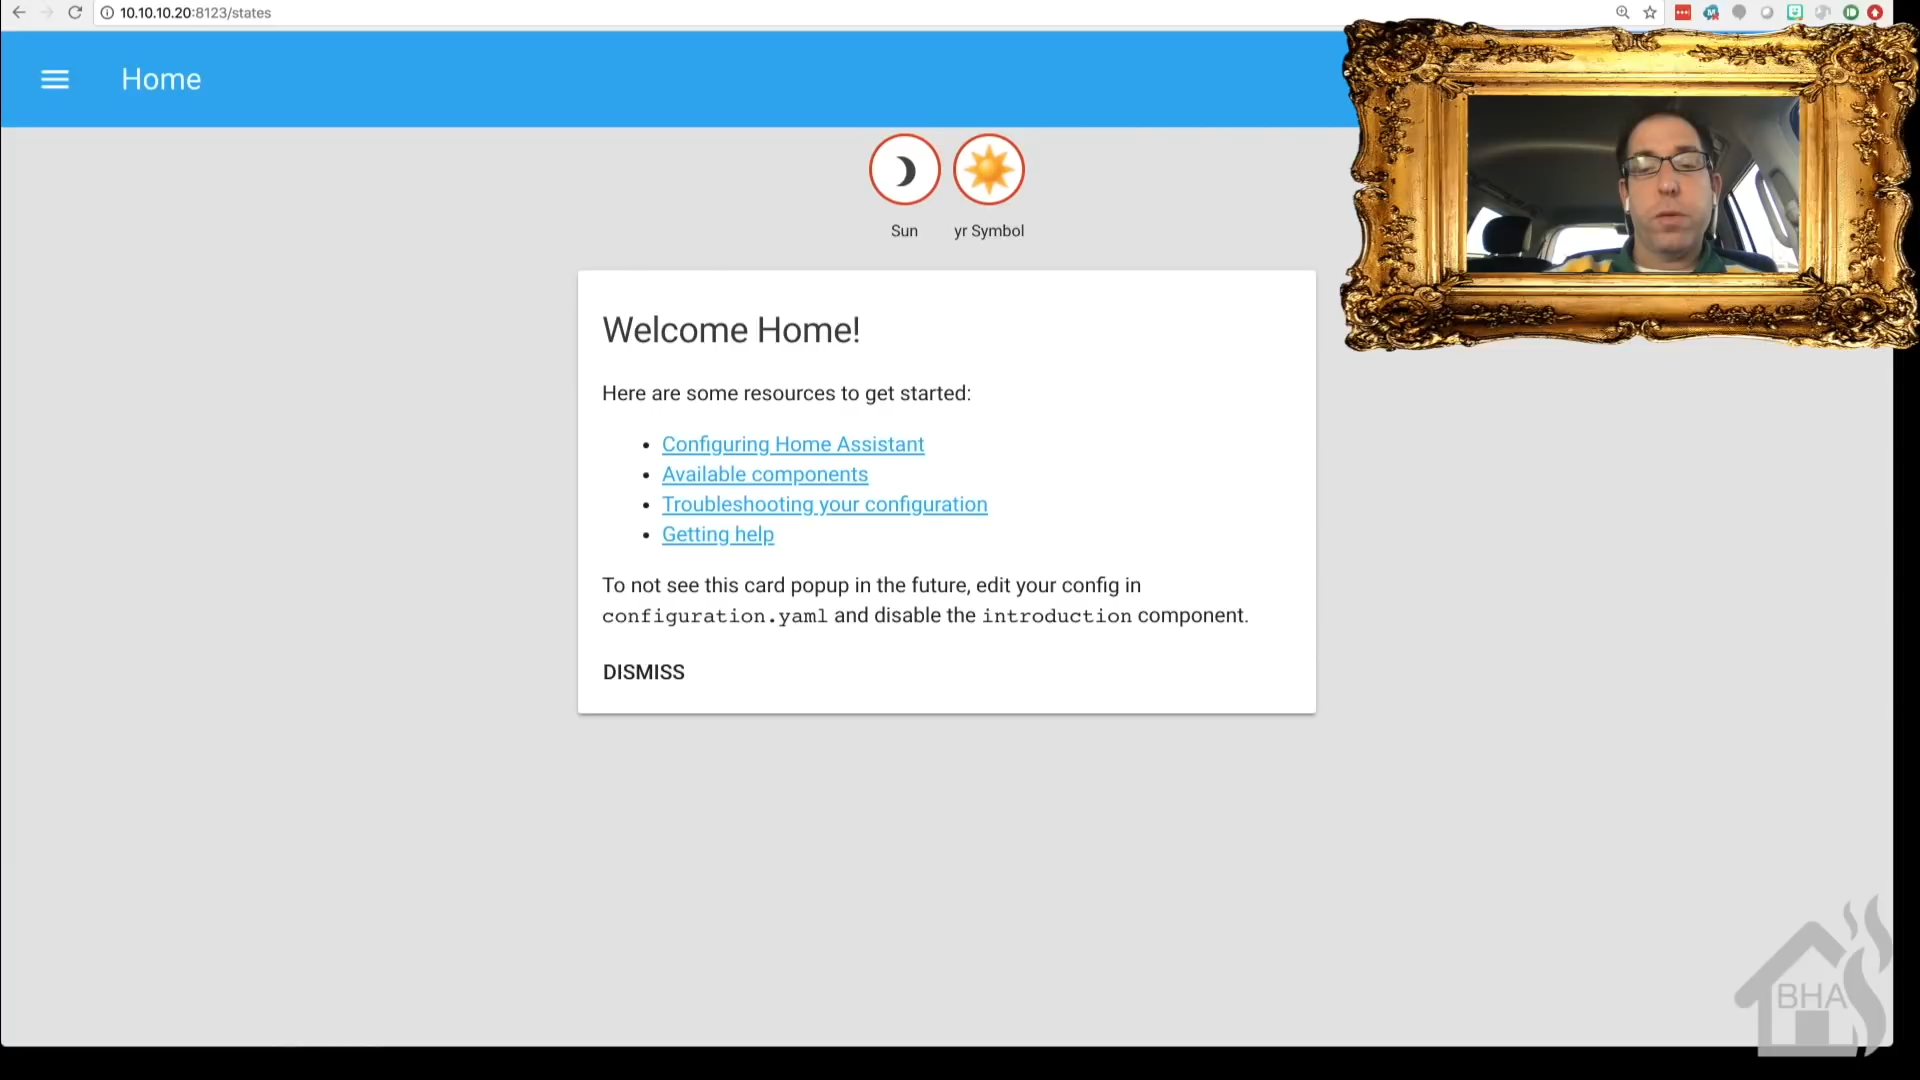 10.10.10.20:8123/states
Home
Sun
yr Symbol
Welcome Home!
Here are some resources to get started:
Configuring Home Assistant
Available components
Troubleshooting your configuration
Getting help
To not see this card popup in the future, edit your config in
configuration.yaml and disable the introduction component.
DISMISS
BHA